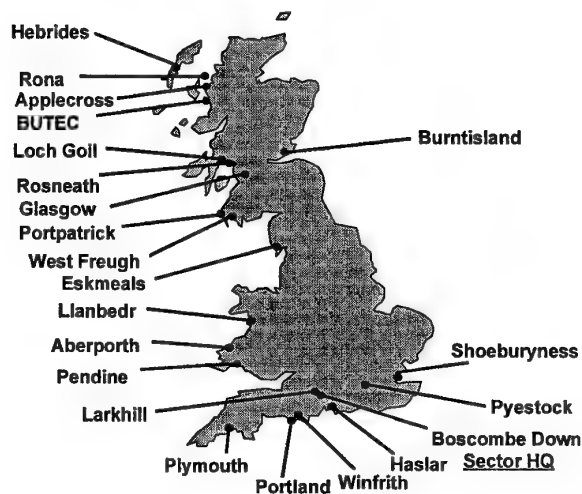 Hebrides
Rona
Applecross
BUTEC
Burntisland
Loch Goil
Rosneath
Glasgow
Portpatrick
West Freugh
Eskmeals
Llanbedr
Aberporth
Shoeburyness
Pendine
Larkhill
Pyestock
Boscombe Down
Plymouth
Haslar Sector HQ
Winfrith
Portland